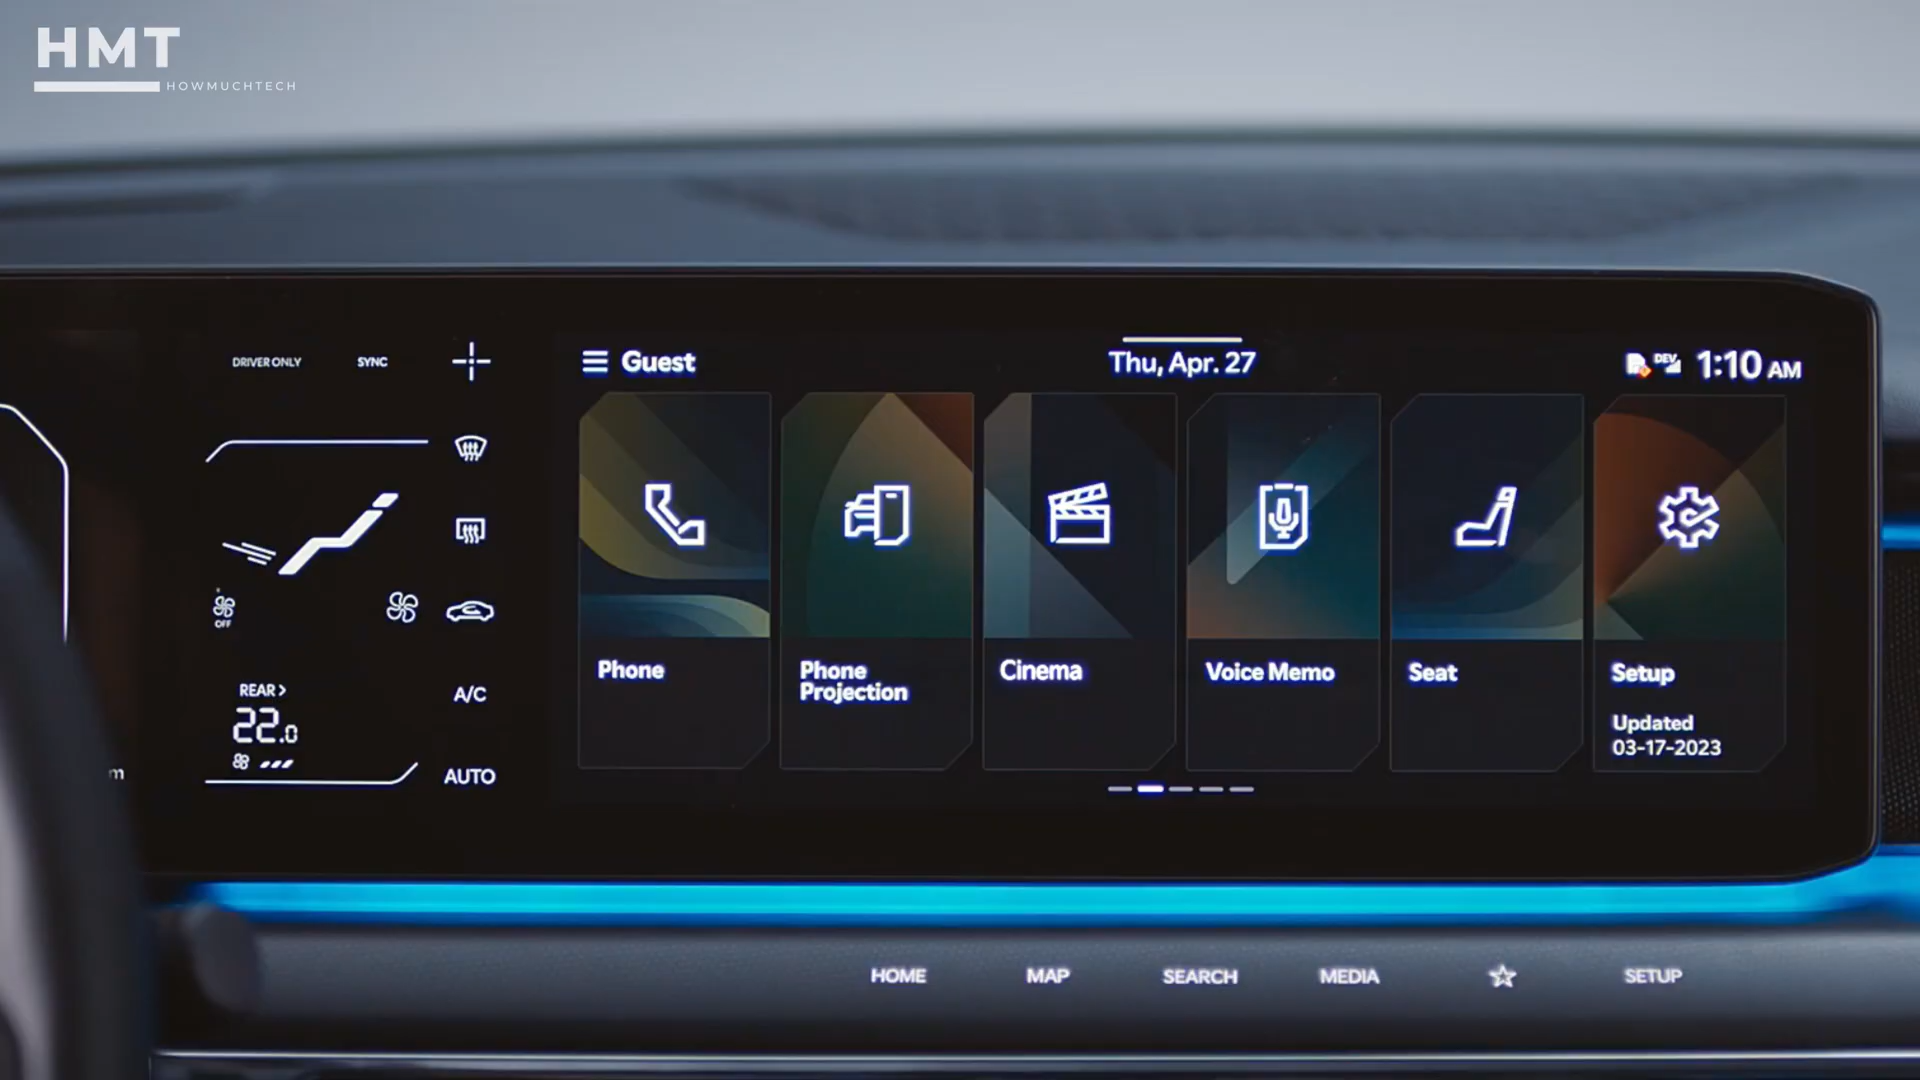 HMT
HOWMUCHTECH
DRIVER ONLY
SYNC
OFF
REAR >
22.0
A/C
AUTO
m
Guest
Thu, Apr. 27
DEV
1:10 AM
Phone
Phone
Projection
Cinema
Voice Memo
Seat
Setup
Updated
03-17-2023
HOME
MAP
SEARCH
MEDIA
SETUP